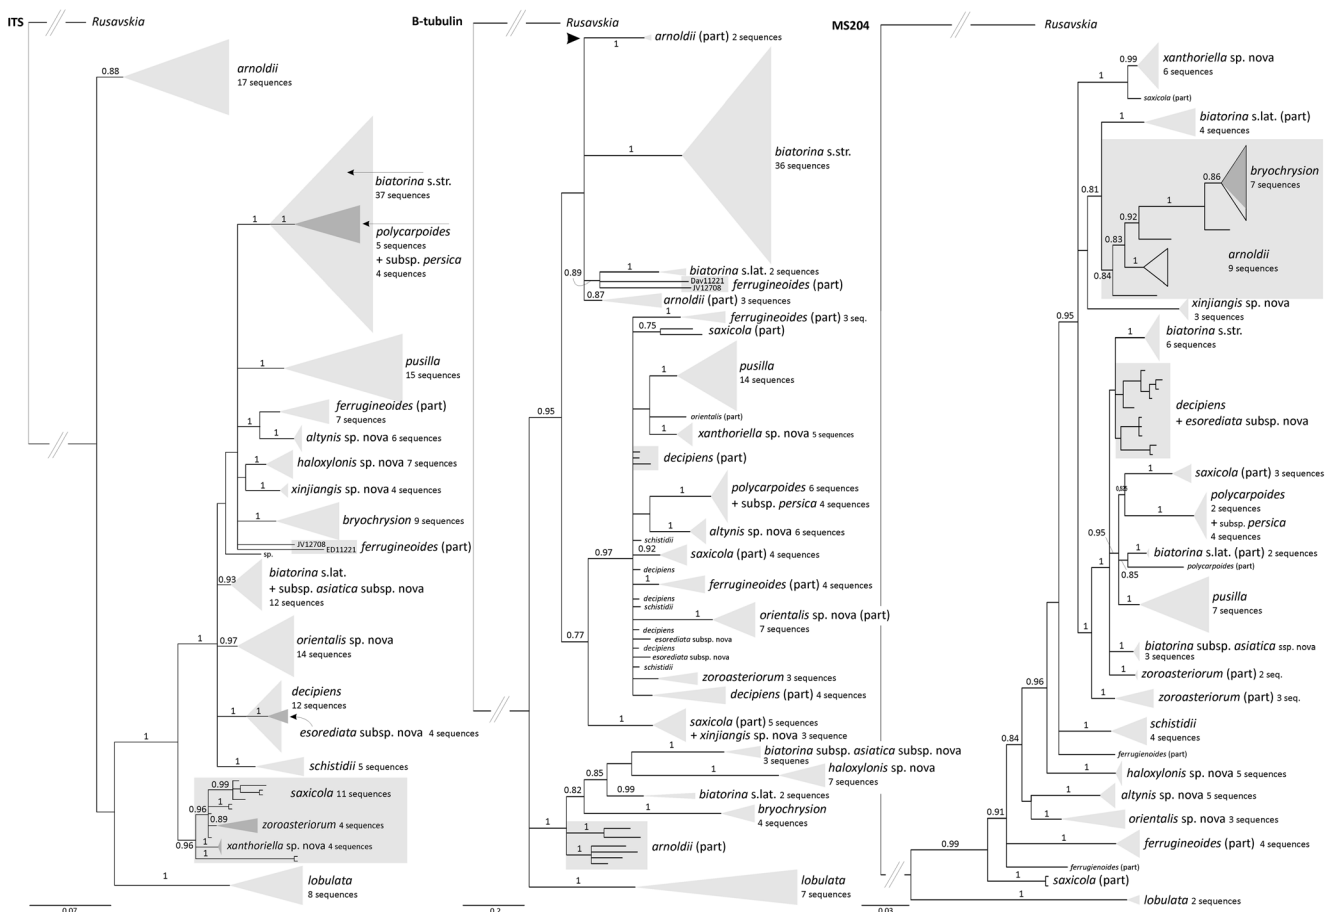 ITS
Rusavskia
0.88
arnoldii
17 sequences
biatorina s.str.
37 sequences
1
1
polycarpoides
5 sequences
+ subsp. persica
4 sequences
1
pusilla
15 sequences
ferrugineoides (part)
7 sequences
1
1
altynis sp. nova 6 sequences
1
haloxylonis sp. nova 7 sequences
1
xinjiangis sp. nova 4 sequences
1
bryochrysion 9 sequences
JV12708
ED11221
ferrugineoides (part)
sp.
0.93
biatorina s.lat.
+ subsp. asiatica subsp. nova
12 sequences
1
0.97
orientalis sp. nova
14 sequences
decipiens
12 sequences
1
1
esorediata subsp. nova 4 sequences
1
schistidii 5 sequences
1
0.99
saxicola 11 sequences
1
0.96
0.89
zoroasteriorum 4 sequences
0.96
1
xanthoriella sp. nova 4 sequences
1
1
lobulata
8 sequences
0.07
B-tubulin
Rusavskia
arnoldii (part) 2 sequences
1
1
biatorina s.str.
36 sequences
0.89
1
biatorina s.lat. 2 sequences
Dav11221
JV12708
ferrugineoides (part)
0.87
arnoldii (part) 3 sequences
1
ferrugineoides (part) 3 seq.
0.75
saxicola (part)
1
pusilla
14 sequences
orientalis (part)
0.95
1
xanthoriella sp. nova 5 sequences
decipiens (part)
1
polycarpoides 6 sequences
+ subsp. persica 4 sequences
1
altynis sp. nova 6 sequences
schistidii
0.97
0.92
saxicola (part) 4 sequences
decipiens
1
ferrugineoides (part) 4 sequences
decipiens
schistidii
1
orientalis sp. nova (part)
7 sequences
decipiens
0.77
esorediata subsp. nova
decipiens
esorediata subsp. nova
schistidii
zoroasteriorum 3 sequences
decipiens (part) 4 sequences
1
saxicola (part) 5 sequences
+ xinjiangis sp. nova 3 sequence
1
biatorina subsp. asiatica subsp. nova
3 sequences
0.85
1
haloxylonis sp. nova
7 sequences
0.82
0.99
biatorina s.lat. 2 sequences
1
bryochrysion
4 sequences
1
1
1
arnoldii (part)
1
lobulata
7 sequences
0.2
MS204
Rusavskia
0.99
xanthoriella sp. nova
6 sequences
1
saxicola (part)
1
biatorina s.lat. (part)
4 sequences
0.81
0.86
bryochrysion
7 sequences
1
0.92
0.83
arnoldii
9 sequences
1
0.84
xinjiangis sp. nova
3 sequences
0.95
1
biatorina s.str.
6 sequences
decipiens
+ esorediata subsp. nova
1
saxicola (part) 3 sequences
polycarpoides
2 sequences
+ subsp. persica
4 sequences
1
0.95
1
biatorina s.lat. (part) 2 sequences
polycarpoides (part)
0.85
1
1
pusilla
7 sequences
1
1
biatorina subsp. asiatica ssp. nova
3 sequences
1
zoroasteriorum (part) 2 seq.
0.96
1
zoroasteriorum (part) 3 seq.
1
schistidii
4 sequences
0.84
ferrugienoides (part)
1
haloxylonis sp. nova 5 sequences
1
altynis sp. nova 5 sequences
0.91
1
orientalis sp. nova 3 sequences
1
ferrugineoides (part) 4 sequences
0.99
ferrugienoides (part)
1
saxicola (part)
1
lobulata 2 sequences
0.03